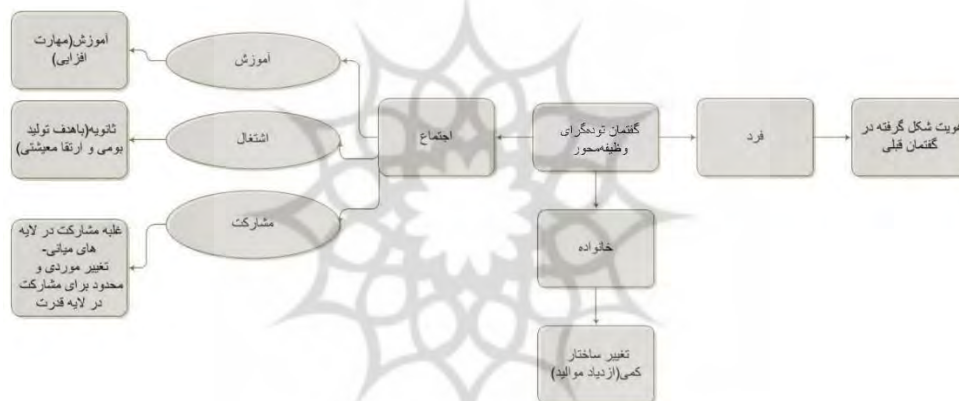 هویت شکل گرفته در
گفتمان قبلی
فرد
گفتمان توده‌گرای
وظیفه‌محور
خانواده
تغییر ساختار
کمی(ازدیاد موالید)
اجتماع
آموزش
آموزش(مهارت
افزایی)
اشتغال
ثانویه(باهدف تولید
بومی و ارتقا معیشتی)
مشارکت
غلبه مشارکت در لایه
های میانی-
تغییر موردی و
محدود برای مشارکت
در لایه قدرت